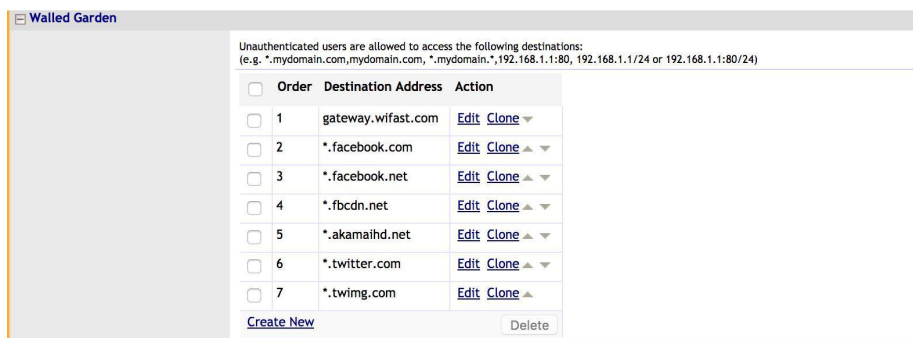 Walled Garden
Unauthenticated users are allowed to access the following destinations:
(e.g. *.mydomain.com,mydomain.com, *.mydomain.*,192.168.1.1:80, 192.168.1.1/24 or 192.168.1.1:80/24)
Order Destination Address Action
1 gateway.wifast.com Edit Clone
2 *.facebook.com Edit Clone
3 *.facebook.net Edit Clone
4 *.fbcdn.net Edit Clone
5 *.akamaihd.net Edit Clone
6 *.twitter.com Edit Clone
7 *.twimg.com Edit Clone
Create New Delete